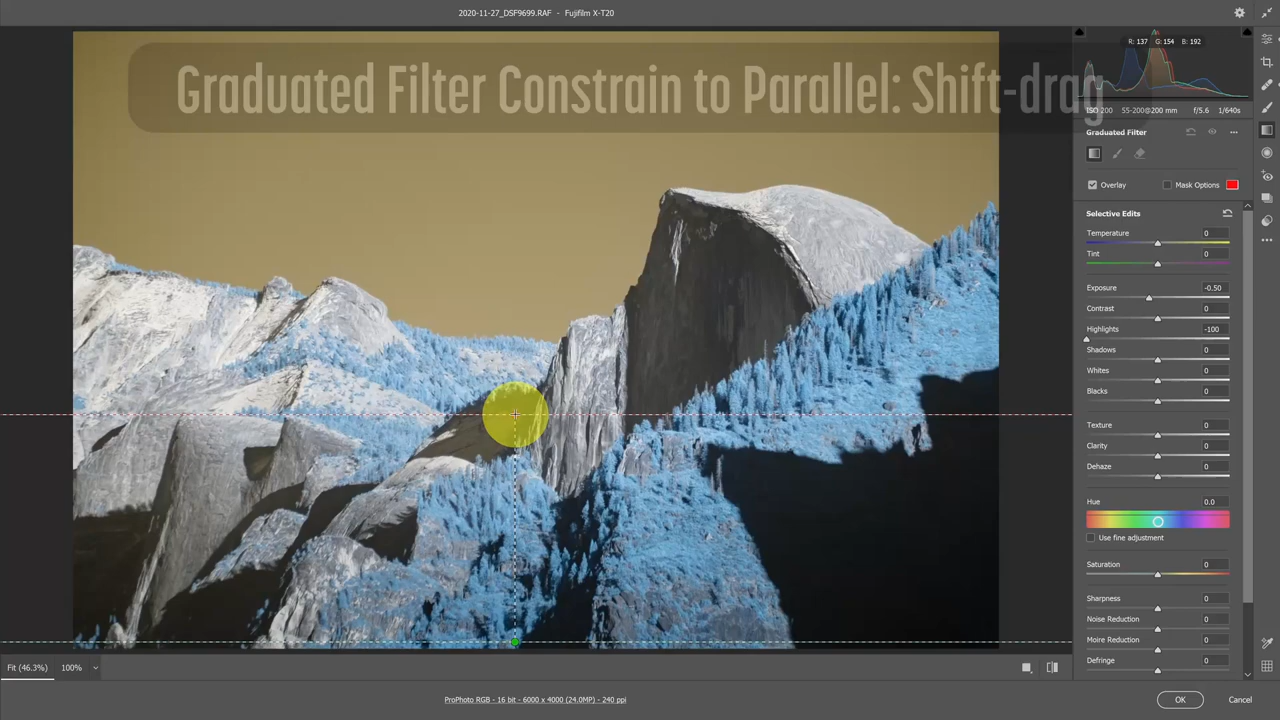 2020-11-27_DSF9699.RAF - Fujifilm X-T20
R: 137 G: 154 B: 192
Graduated Filter Constrain to Parallel: Shift-drag
ISO 200 55-200@200 mm f/5.6 1/640s
Graduated Filter
Overlay Mask Options
Selective Edits
Temperature 0
Tint 0
Exposure -0.50
Contrast 0
Highlights -100
Shadows 0
Whites 0
Blacks 0
Texture 0
Clarity 0
Dehaze 0
Hue 0.0
Use fine adjustment
Saturation 0
Sharpness 0
Noise Reduction 0
Moire Reduction 0
Defringe 0
Fit (46.3%) 100%
ProPhoto RGB - 16 bit - 6000 x 4000 (24.0MP) - 240 ppi
OK Cancel